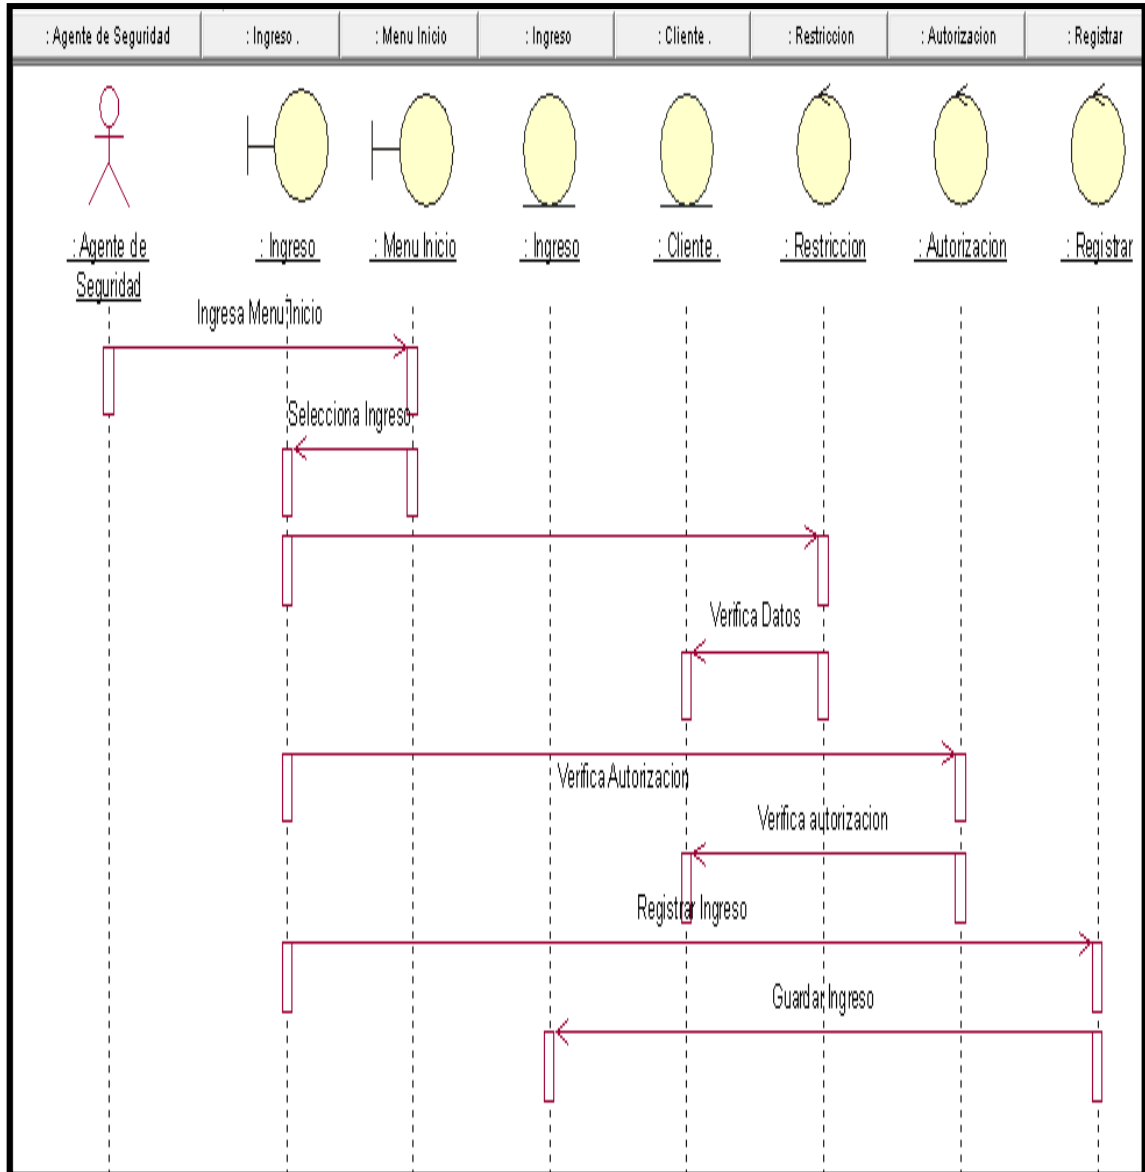 : Agente de Seguridad
: Ingreso .
: Menu Inicio
: Ingreso
: Cliente .
: Restriccion
: Autorizacion
: Registrar
: Agente de
Seguridad
: Ingreso
: Menu Inicio
: Ingreso
: Cliente .
: Restriccion
: Autorizacion
: Registrar
Ingresa Menu Inicio
Selecciona Ingreso
Verifica Datos
Verifica Autorizacion
Verifica autorizacion
Registrar Ingreso
Guardar Ingreso